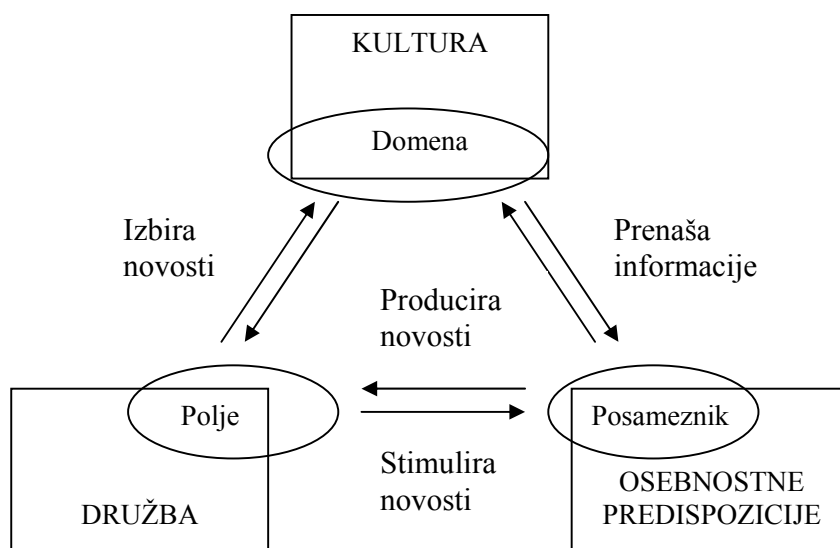 KULTURA
Domena
Izbira
novosti
Prenaša
informacije
Producira
novosti
Polje
Posameznik
Stimulira
novosti
DRUŽBA
OSEBNOSTNE
PREDISPOZICIJE